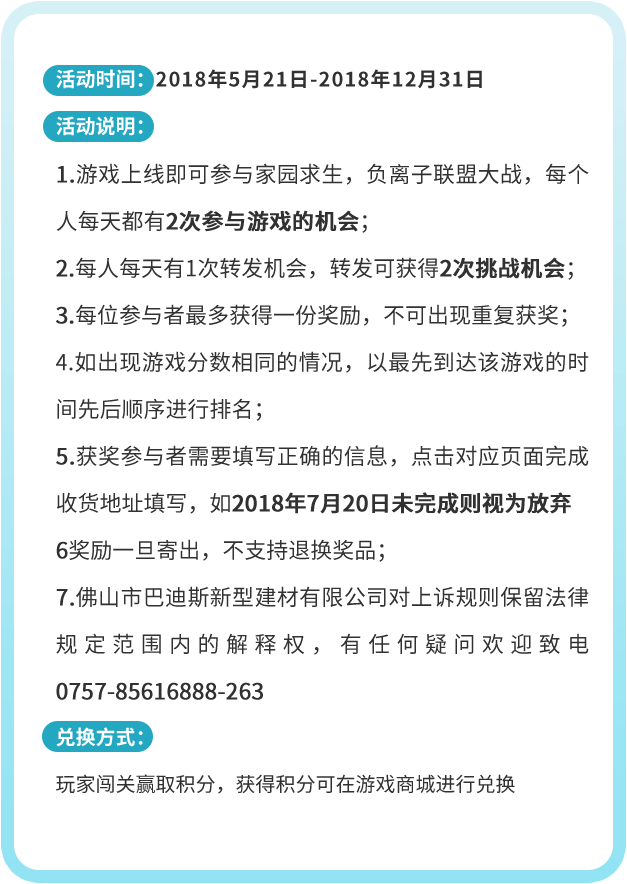 活动时间：2018年5月21日-2018年12月31日
活动说明：
1.游戏上线即可参与家园求生，负离子联盟大战，每个
人每天都有2次参与游戏的机会；
2.每人每天有1次转发机会，转发可获得2次挑战机会；
3.每位参与者最多获得一份奖励，不可出现重复获奖；
4.如出现游戏分数相同的情况，以最先到达该游戏的时
间先后顺序进行排名；
5.获奖参与者需要填写正确的信息，点击对应页面完成
收货地址填写，如2018年7月20日未完成则视为放弃
6奖励一旦寄出，不支持退换奖品；
7.佛山市巴迪斯新型建材有限公司对上诉规则保留法律
规定范围内的解释权，有任何疑问欢迎致电
0757-85616888-263
兑换方式：
玩家闯关赢取积分，获得积分可在游戏商城进行兑换